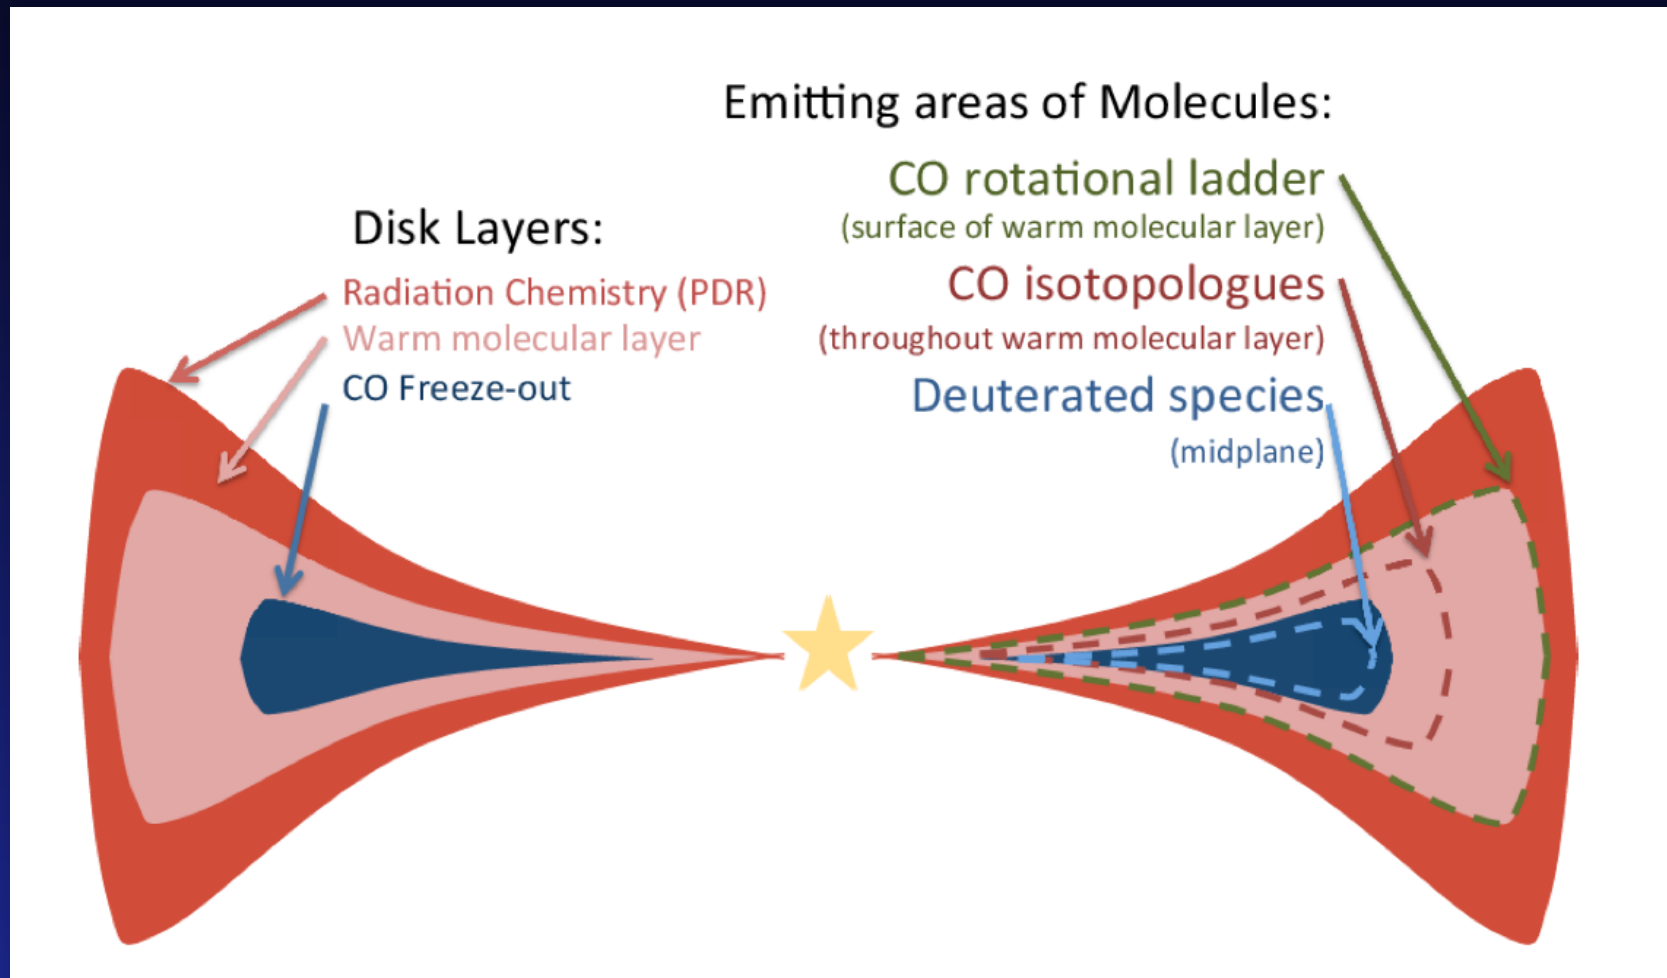 Emitting areas of Molecules:
CO rotational ladder
(surface of warm molecular layer)
CO isotopologues
(throughout warm molecular layer)
Deuterated species
(midplane)
Disk Layers:
Radiation Chemistry (PDR)
Warm molecular layer
CO Freeze-out